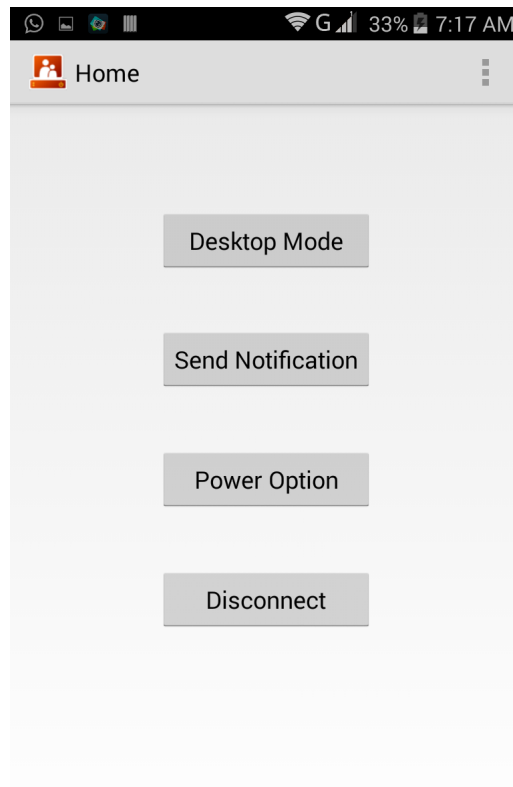 G 33% 7:17 AM
Home
Desktop Mode
Send Notification
Power Option
Disconnect